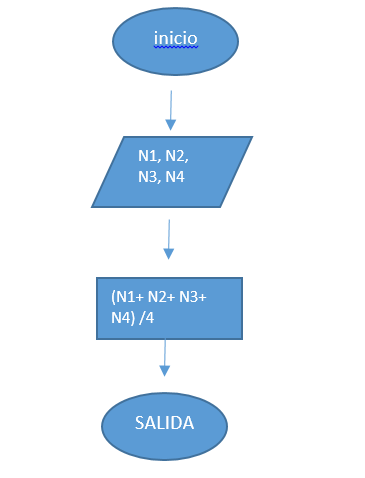 inicio
N1, N2,
N3, N4
(N1+ N2+ N3+
N4) /4
SALIDA